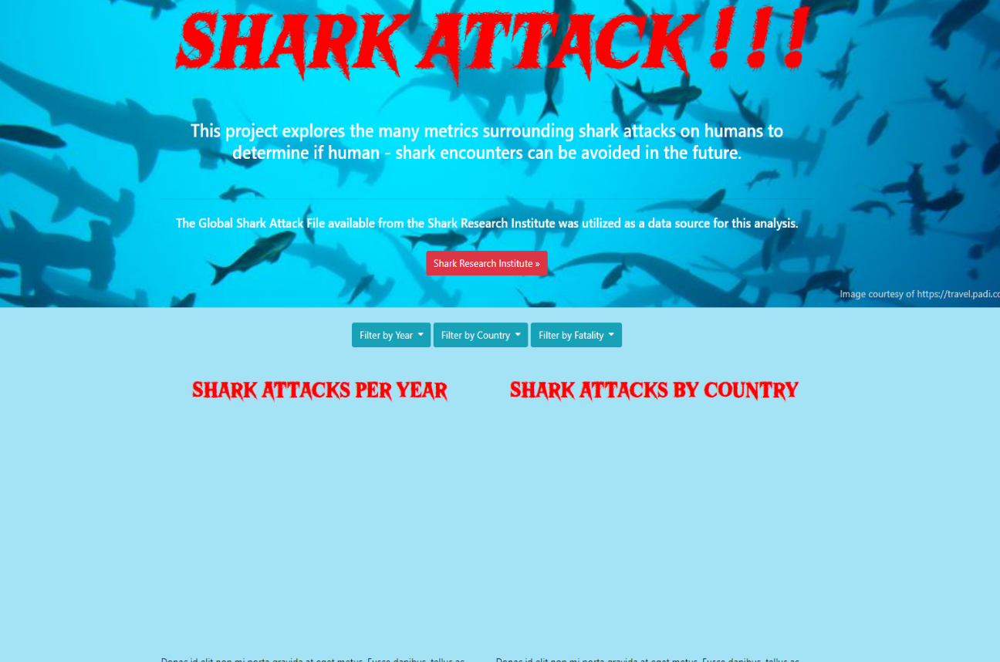 SHARK ATTACK!!!
This project explores the many metrics surrounding shark attacks on humans to
determine if human - shark encounters can be avoided in the future.
The Global Shark Attack File available from the Shark Research Institute was utilized as a data source for this analysis.
Shark Research Institute »
Image courtesy of https://travel.padi.co
Filter by Year
Filter by Country
Filter by Fatality
SHARK ATTACKS PER YEAR
SHARK ATTACKS BY COUNTRY
Donec id elit non mi porta gravida at eget metus. Fusce dapibus, tellus ac
Donec id elit non mi porta gravida at eget metus. Fusce dapibus, tellus ac